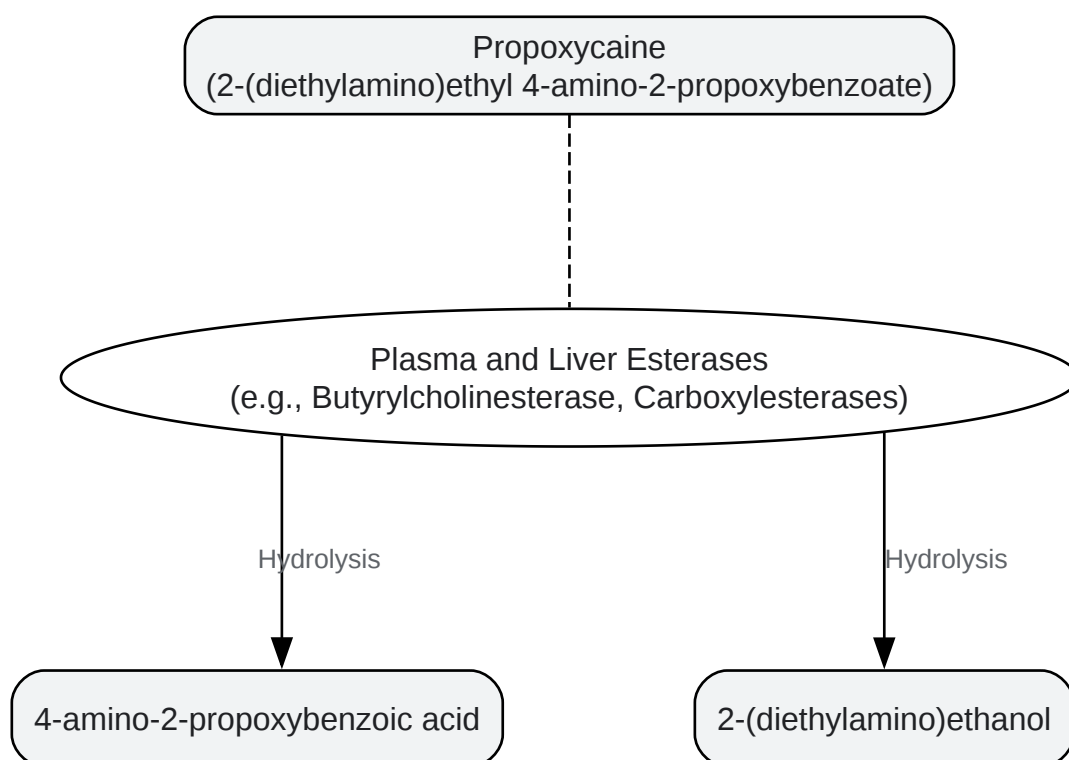 Propoxycaine
(2-(diethylamino)ethyl 4-amino-2-propoxybenzoate)
Plasma and Liver Esterases
(e.g., Butyrylcholinesterase, Carboxylesterases)
Hydrolysis
Hydrolysis
4-amino-2-propoxybenzoic acid
2-(diethylamino)ethanol